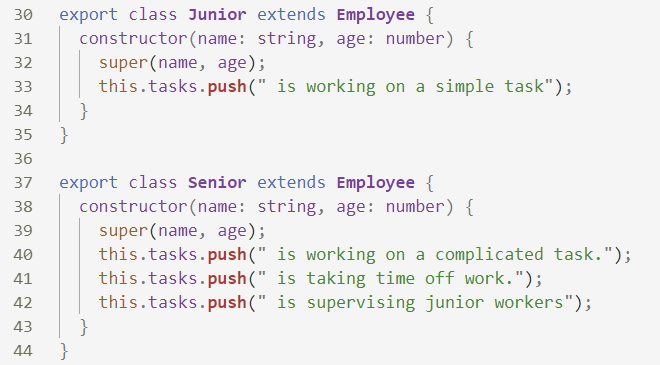 30 export class Junior extends Employee {
31 constructor(name: string, age: number) {
32 super(name, age);
33 this.tasks.push(" is working on a simple task");
34 }
35 }
36
37 export class Senior extends Employee {
38 constructor(name: string, age: number) {
39 super(name, age);
40 this.tasks.push(" is working on a complicated task.");
41 this.tasks.push(" is taking time off work.");
42 this.tasks.push(" is supervising junior workers");
43 }
44 }